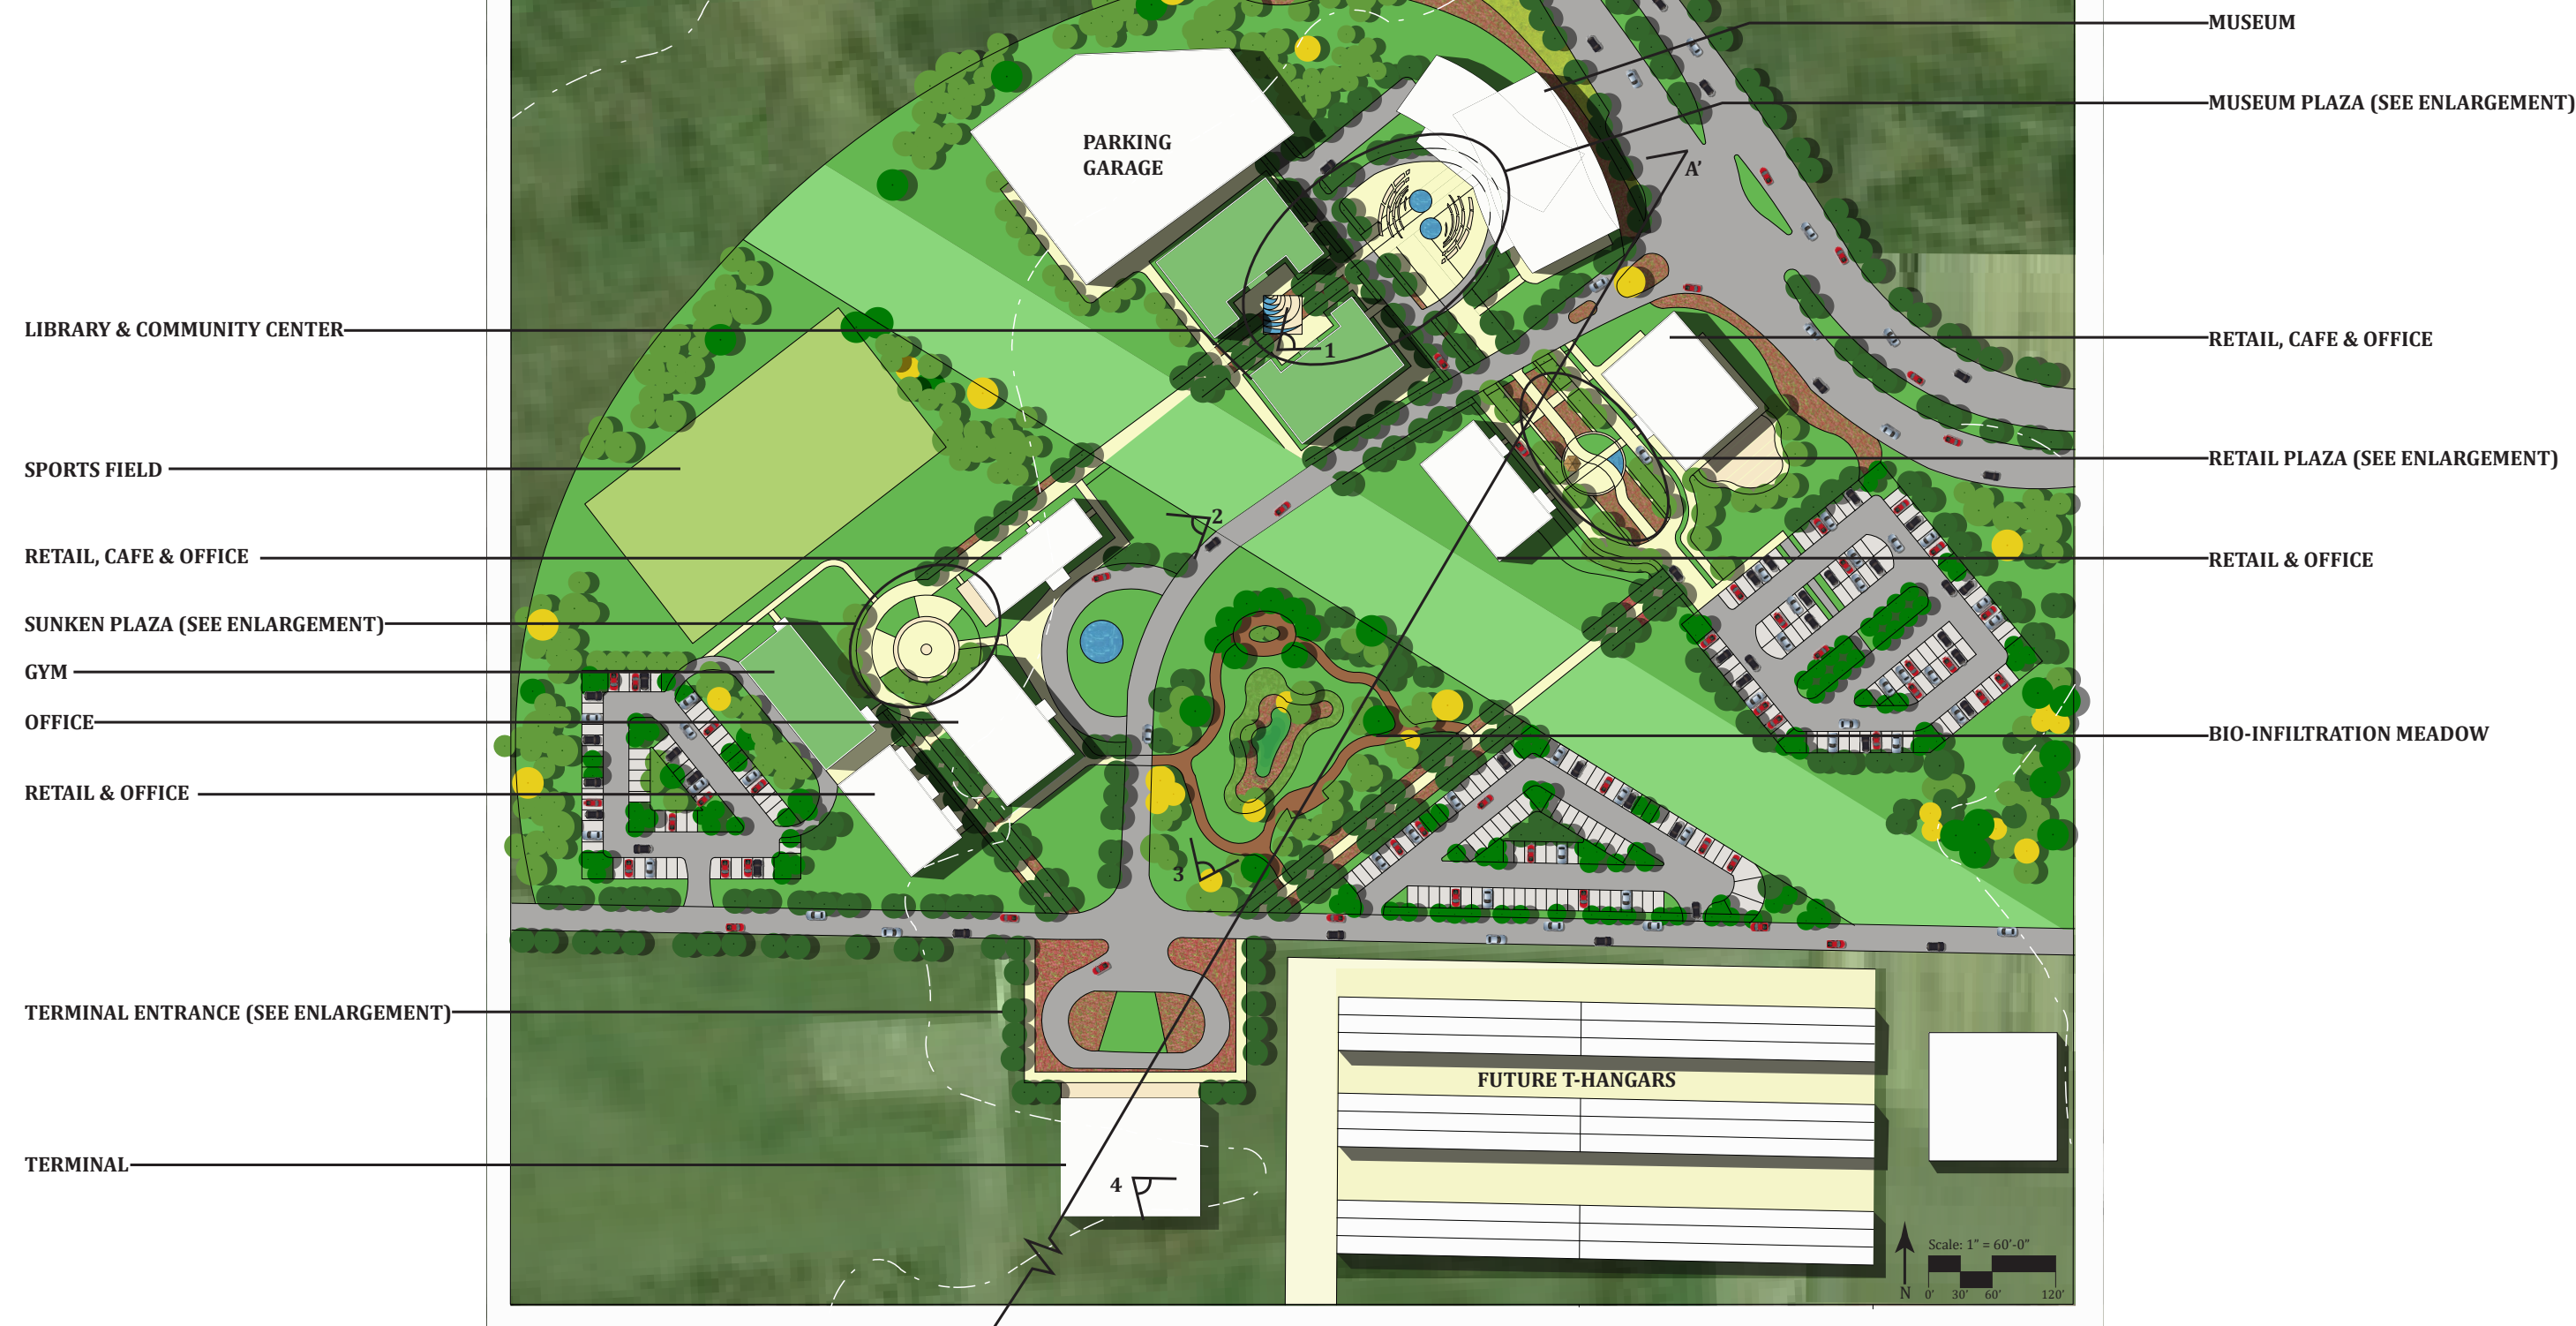 MUSEUM
MUSEUM PLAZA (SEE ENLARGEMENT)
PARKING
GARAGE
A'
LIBRARY & COMMUNITY CENTER
1
RETAIL, CAFE & OFFICE
SPORTS FIELD
RETAIL PLAZA (SEE ENLARGEMENT)
2
RETAIL, CAFE & OFFICE
RETAIL & OFFICE
SUNKEN PLAZA (SEE ENLARGEMENT)
GYM
OFFICE
BIO-INFILTRATION MEADOW
RETAIL & OFFICE
3
TERMINAL ENTRANCE (SEE ENLARGEMENT)
FUTURE T-HANGARS
TERMINAL
4
Scale: 1" = 60'-0"
N 0' 30' 60' 120'